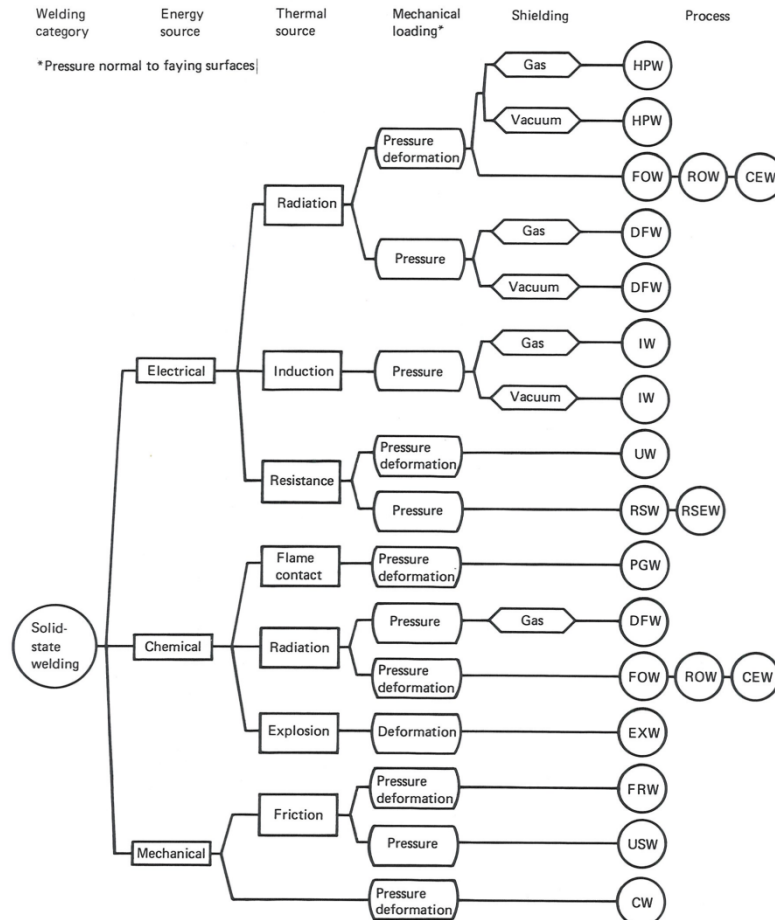 Welding
category
Energy
source
Thermal
source
Mechanical
loading*
Shielding
Process
*Pressure normal to faying surfaces
Gas
HPW
Vacuum
HPW
Pressure
deformation
FOW
ROW
CEW
Radiation
Gas
DFW
Pressure
Vacuum
DFW
Gas
IW
Electrical
Induction
Pressure
Vacuum
IW
Pressure
deformation
UW
Resistance
Pressure
RSW
RSEW
Flame
contact
Pressure
deformation
PGW
Solid-
state
welding
Pressure
Gas
DFW
Chemical
Radiation
Pressure
deformation
FOW
ROW
CEW
Explosion
Deformation
EXW
Pressure
deformation
FRW
Friction
Pressure
USW
Mechanical
Pressure
deformation
CW